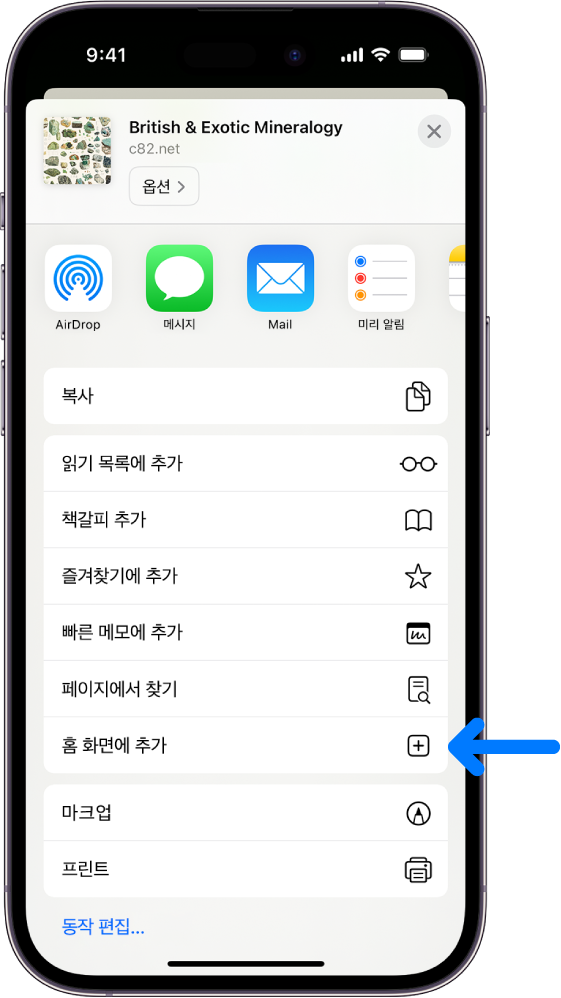 9:41
British & Exotic Mineralogy
c82.net
옵션
AirDrop
메시지
Mail
미리 알림
복사
읽기 목록에 추가
책갈피 추가
즐겨찾기에 추가
빠른 메모에 추가
페이지에서 찾기
홈 화면에 추가
마크업
프린트
동작 편집...